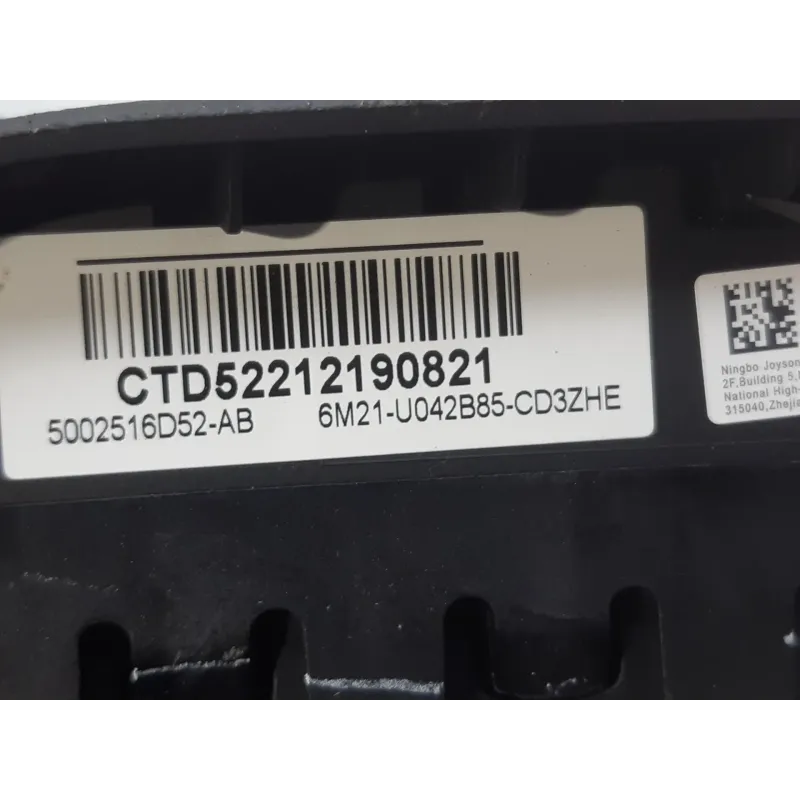 CTD52212190821
5002516D52-AB 6M21-U042B85-CD3ZHE
Ningbo Joyson
2F,Building 5,
National High-
315040,Zhejia